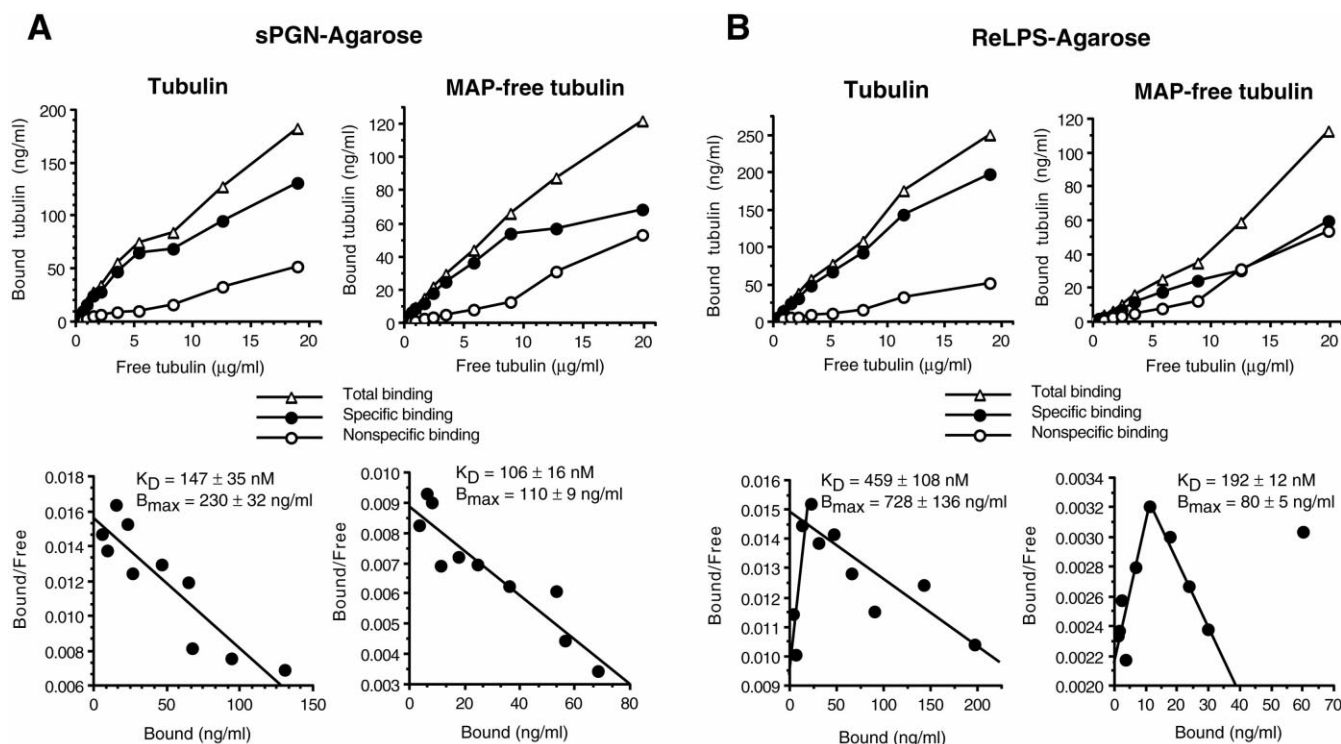 A
sPGN-Agarose
Tubulin
MAP-free tubulin
Bound tubulin (ng/ml)
200
150
100
50
0
0 5 10 15 20
Free tubulin (µg/ml)
Bound tubulin (ng/ml)
120
100
80
60
40
20
0
0 5 10 15 20
Free tubulin (µg/ml)
Total binding
Specific binding
Nonspecific binding
KD = 147 ± 35 nM
Bmax = 230 ± 32 ng/ml
Bound/Free
0.018
0.016
0.014
0.012
0.010
0.008
0.006
0 50 100 150
Bound (ng/ml)
KD = 106 ± 16 nM
Bmax = 110 ± 9 ng/ml
Bound/Free
0.010
0.009
0.008
0.007
0.006
0.005
0.004
0.003
0 20 40 60 80
Bound (ng/ml)
B
ReLPS-Agarose
Tubulin
MAP-free tubulin
Bound tubulin (ng/ml)
300
250
200
150
100
50
0
0 5 10 15 20
Free tubulin (µg/ml)
Bound tubulin (ng/ml)
120
100
80
60
40
20
0
0 5 10 15 20
Free tubulin (µg/ml)
Total binding
Specific binding
Nonspecific binding
KD = 459 ± 108 nM
Bmax = 728 ± 136 ng/ml
Bound/Free
0.016
0.015
0.014
0.013
0.012
0.011
0.010
0.009
0 50 100 150 200
Bound (ng/ml)
KD = 192 ± 12 nM
Bmax = 80 ± 5 ng/ml
Bound/Free
0.0034
0.0032
0.0030
0.0028
0.0026
0.0024
0.0022
0.0020
0 10 20 30 40 50 60 70
Bound (ng/ml)